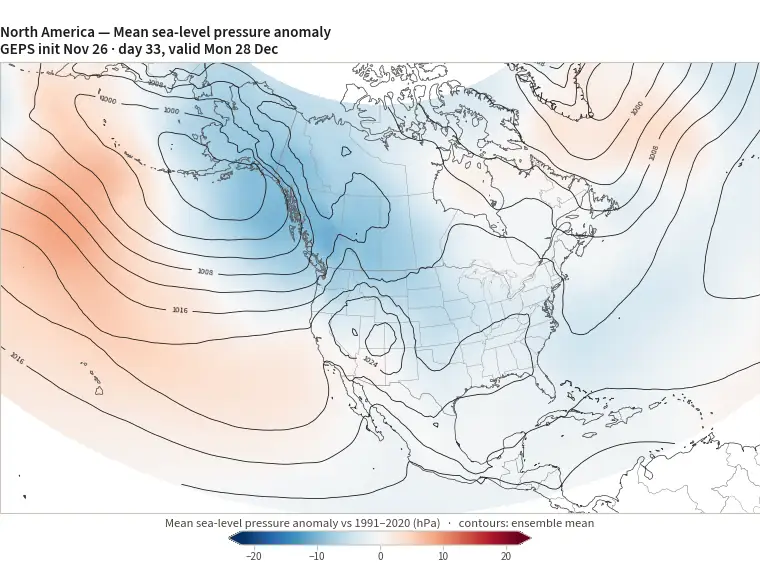 North America — Mean sea-level pressure anomaly
GEPS init Nov 26 · day 33, valid Mon 28 Dec
1008
1000
1000
1000
1008
1008
1016
1016
1024
Mean sea-level pressure anomaly vs 1991–2020 (hPa) · contours: ensemble mean
−20 −10 0 10 20